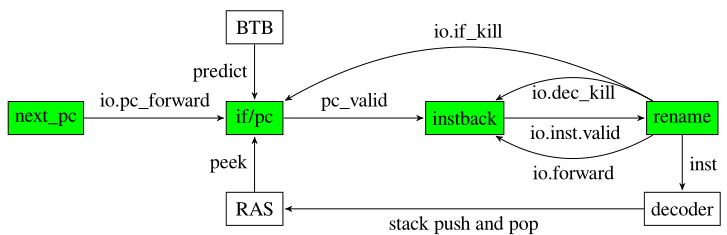 BTB
io.if_kill
predict
io.pc_forward
pc_valid
io.dec_kill
next_pc
if/pc
instback
rename
io.inst.valid
peek
io.forward
inst
RAS
decoder
stack push and pop